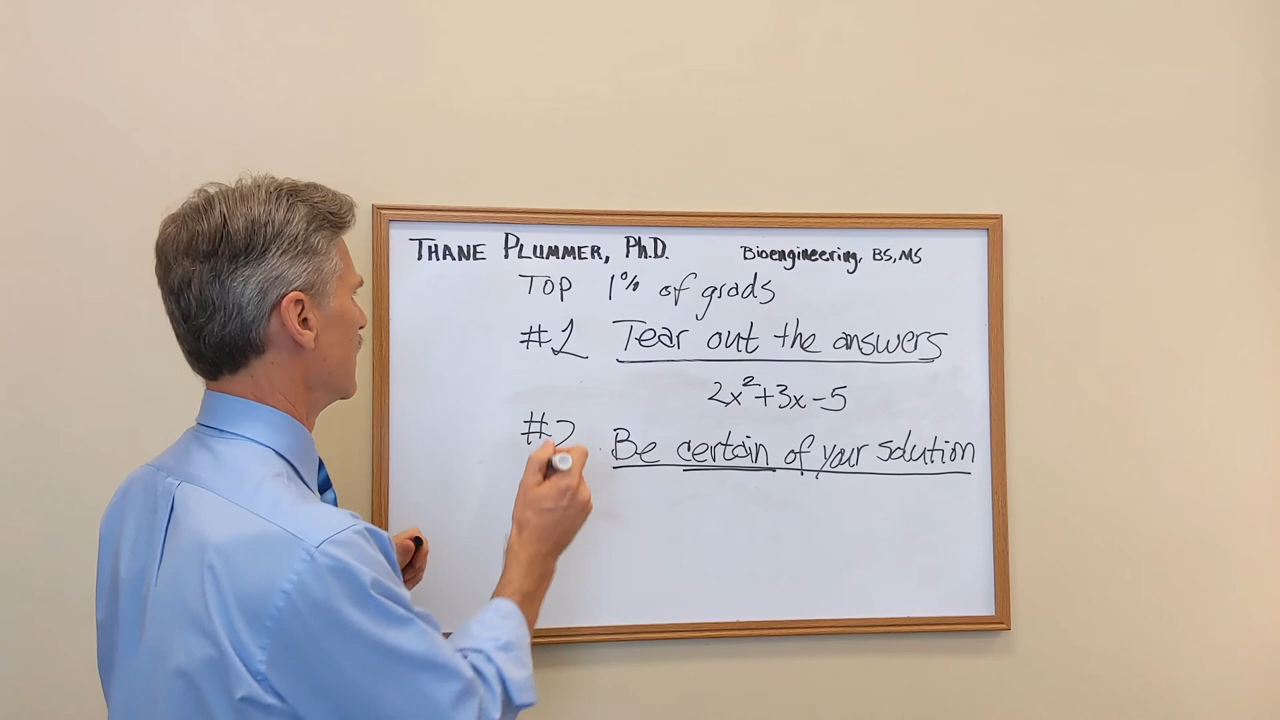 THANE PLUMMER, Ph.D. Bioengineering, BS, MS
TOP 1% of grads
#1 Tear out the answers
2x²+3x-5
#2 Be certain of your solution